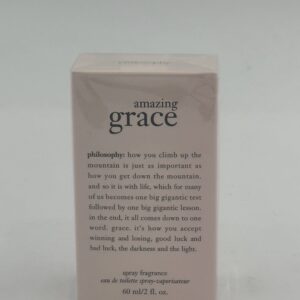 amazing
grace
philosophy: how you climb up the
mountain is just as important as
how you get down the mountain.
and so it is with life, which for many
of us becomes one big gigantic test
followed by one big gigantic lesson.
in the end, it all comes down to one
word. grace. it's how you accept
winning and losing, good luck and
bad luck, the darkness and the light.
spray fragrance
eau de toilette spray-vaporisateur
60 ml/2 fl. oz.